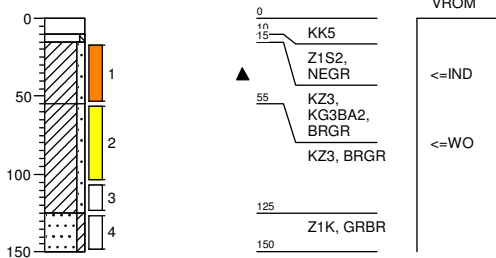 VROM
0
50
100
150
1
2
3
4
0
10
15
55
125
150
KK5
Z1S2,
NEGR
KZ3,
KG3BA2,
BRGR
KZ3, BRGR
Z1K, GRBR
<=IND
<=WO